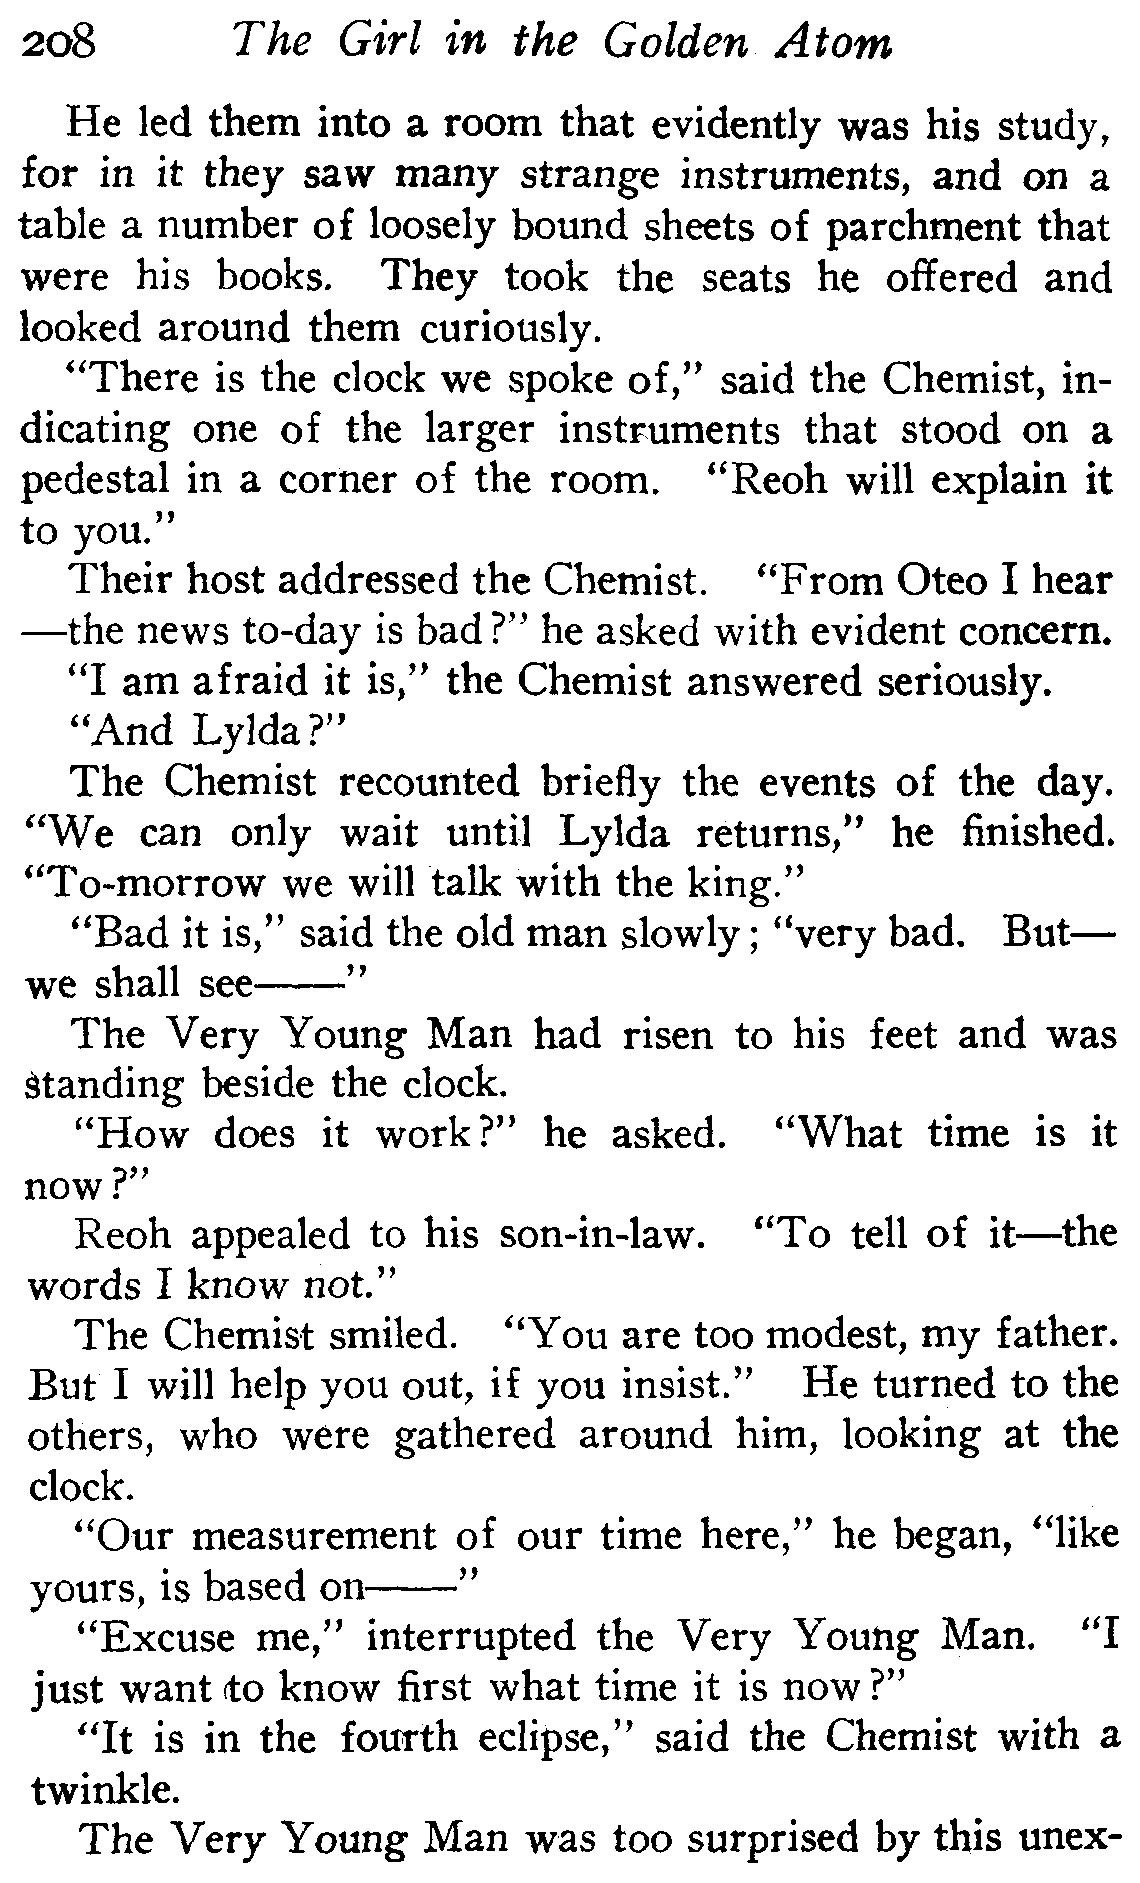 208 The Girl in the Golden Atom
He led them into a room that evidently was his study,
for in it they saw many strange instruments, and on a
table a number of loosely bound sheets of parchment that
were his books. They took the seats he offered and
looked around them curiously.
“There is the clock we spoke of,” said the Chemist, in-
dicating one of the larger instruments that stood on a
pedestal in a corner of the room. “Reoh will explain it
to you.”
Their host addressed the Chemist. “From Oteo I hear
—the news to-day is bad?” he asked with evident concern.
“I am afraid it is,” the Chemist answered seriously.
“And Lylda?”
The Chemist recounted briefly the events of the day.
“We can only wait until Lylda returns,” he finished.
“To-morrow we will talk with the king.”
“Bad it is,” said the old man slowly; “very bad. But—
we shall see——”
The Very Young Man had risen to his feet and was
standing beside the clock.
“How does it work?” he asked. “What time is it
now?”
Reoh appealed to his son-in-law. “To tell of it—the
words I know not.”
The Chemist smiled. “You are too modest, my father.
But I will help you out, if you insist.” He turned to the
others, who were gathered around him, looking at the
clock.
“Our measurement of our time here,” he began, “like
yours, is based on——”
“Excuse me,” interrupted the Very Young Man. “I
just want to know first what time it is now?”
“It is in the fourth eclipse,” said the Chemist with a
twinkle.
The Very Young Man was too surprised by this unex-